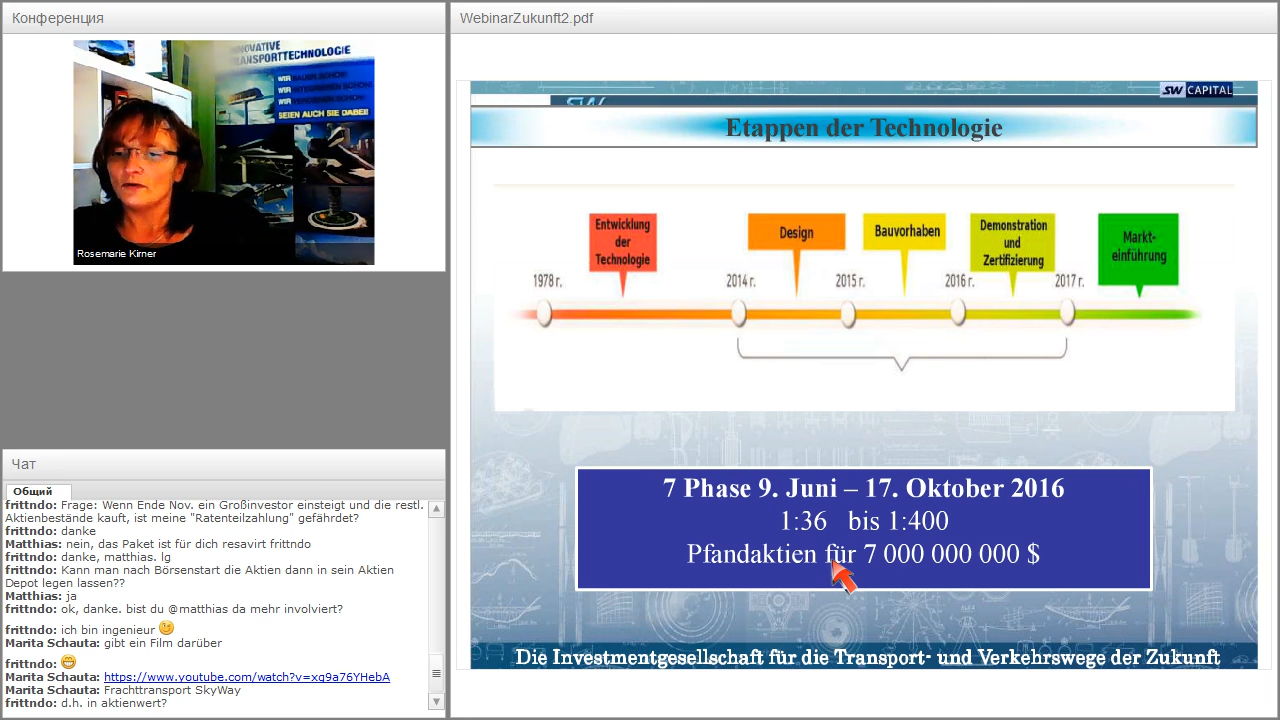 Конференция
INNOVATIVE
TRANSPORTTECHNOLOGIE
WIR BAUEN SCHON!
WIR
WIR
SEIEN AUCH SIE DABEI!
Rosemarie Kirner
Чат
Общий
frittndo: Frage: Wenn Ende Nov. ein Großinvestor einsteigt und die restl.
Aktienbestände kauft, ist meine "Ratenteilzahlung" gefährdet?
frittndo: danke
Matthias: nein, das Paket ist für dich resavirt frittndo
frittndo: danke, matthias. lg
frittndo: Kann man nach Börsenstart die Aktien dann in sein Aktien
Depot legen lassen??
Matthias: ja
frittndo: ok, danke. bist du @matthias da mehr involviert?
frittndo: ich bin ingenieur
Marita Schauta: gibt ein Film darüber
frittndo:
Marita Schauta: https://www.youtube.com/watch?v=xq9a76YHebA
Marita Schauta: Frachttransport SkyWay
frittndo: d.h. in aktienwert?
WebinarZukunft2.pdf
SW CAPITAL
SW
Etappen der Technologie
Entwicklung
der
Technologie
Design
Bauvorhaben
Demonstration
und
Zertifizierung
Markt-
einführung
1978 г.
2014 г.
2015 г.
2016 г.
2017 г.
7 Phase 9. Juni – 17. Oktober 2016
1:36 bis 1:400
Pfandaktien für 7 000 000 000 $
Die Investmentgesellschaft für die Transport- und Verkehrswege der Zukunft